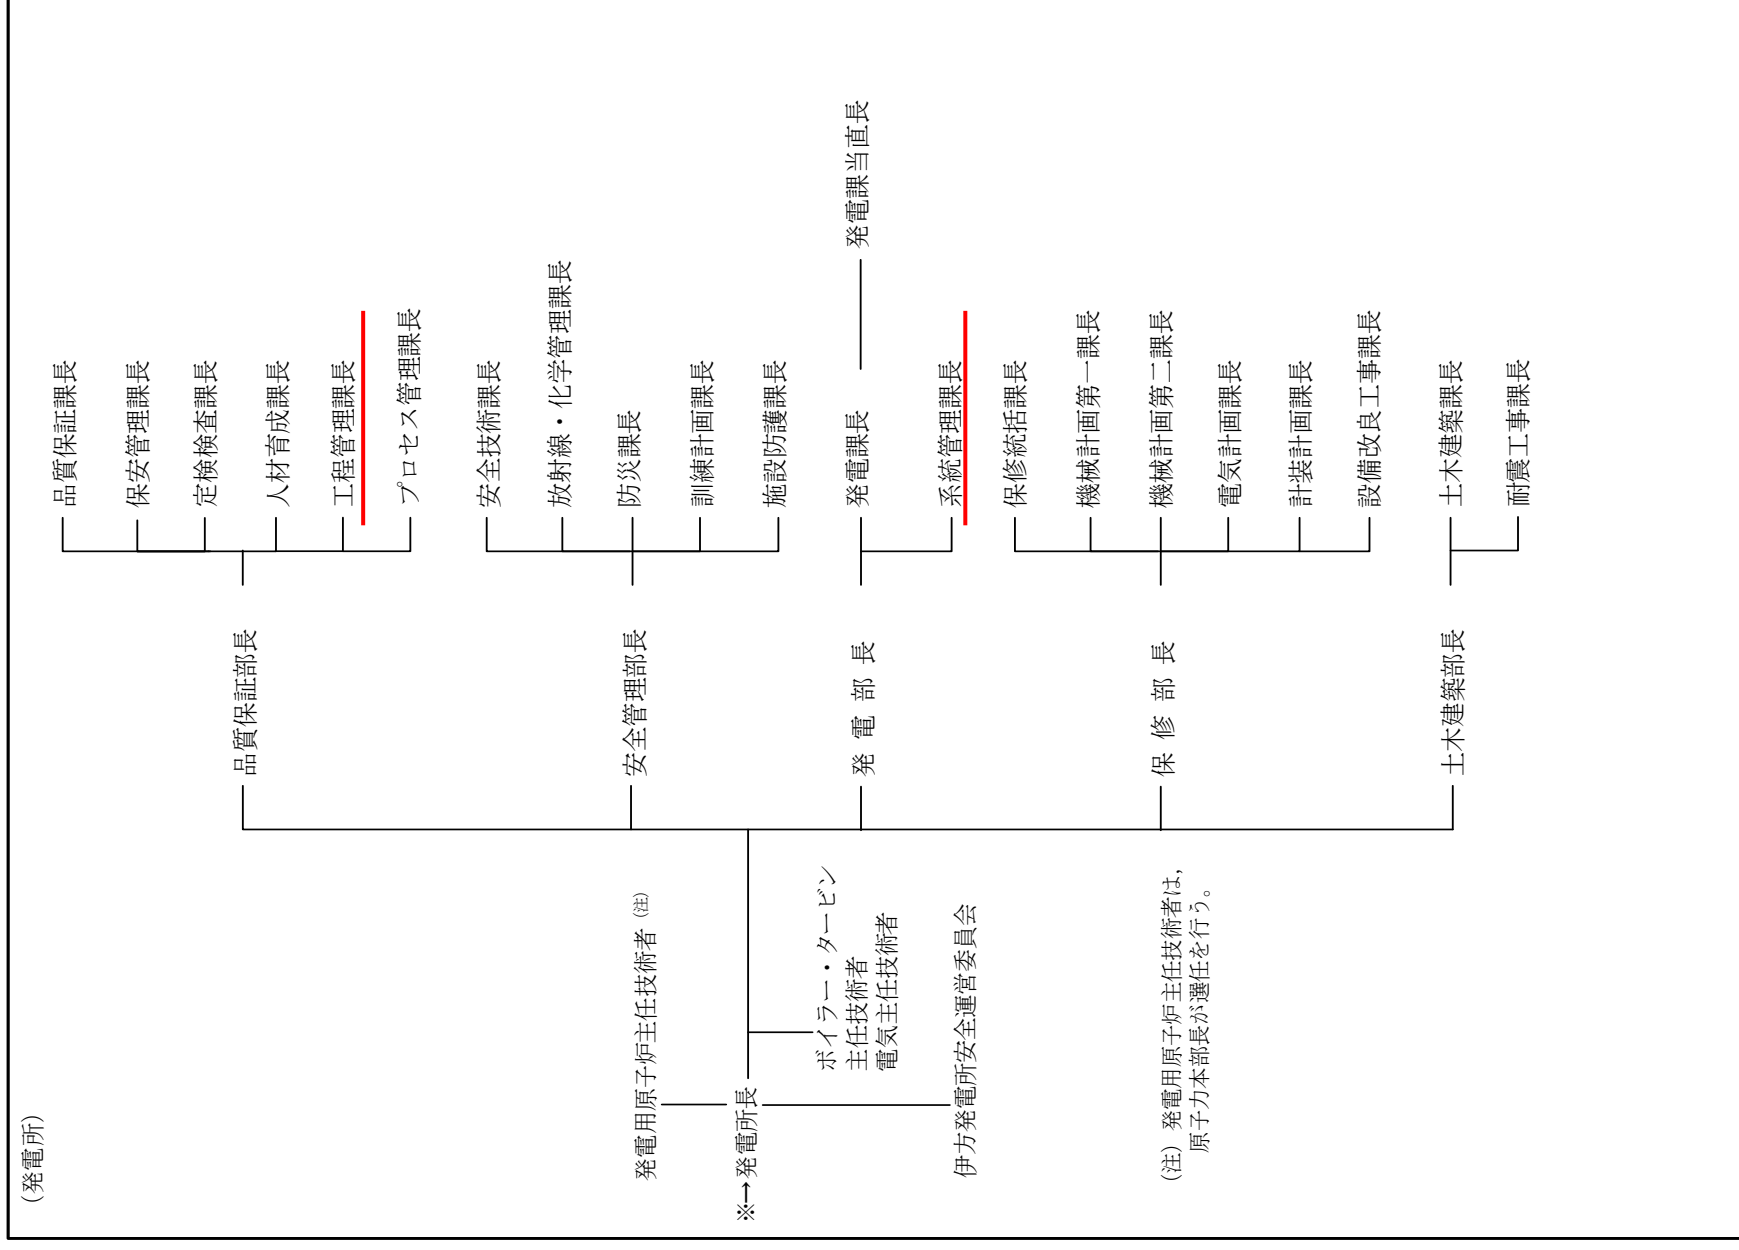 (発電所)
※→発電所長
発電用原子炉主任技術者 (注)
ボイラー・タービン
主任技術者
電気主任技術者
伊方発電所安全運営委員会
品質保証部長
品質保証課長
保安管理課長
定検検査課長
人材育成課長
工程管理課長
プロセス管理課長
安全管理部長
安全技術課長
放射線・化学管理課長
防災課長
訓練計画課長
施設防護課長
発電部長
発電課長
発電課当直長
系統管理課長
保修部長
保修統括課長
機械計画第一課長
機械計画第二課長
電気計画課長
計装計画課長
設備改良工事課長
土木建築部長
土木建築課長
耐震工事課長
(注) 発電用原子炉主任技術者は,
原子力本部長が選任を行う。